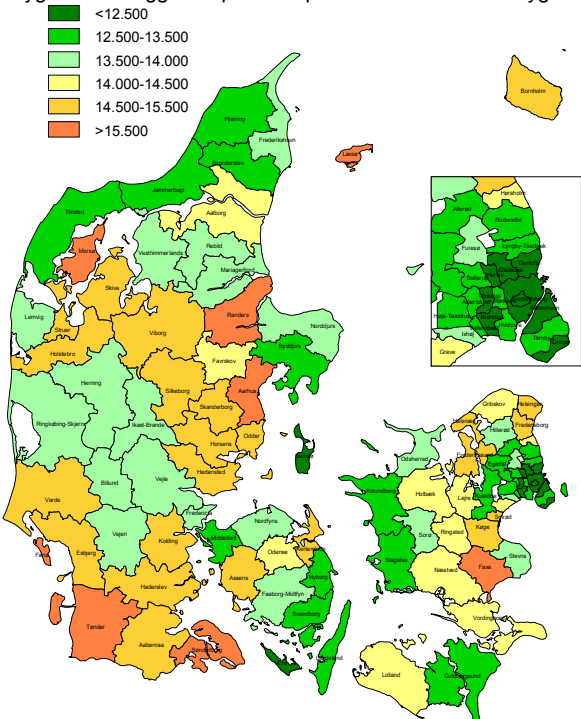 <12.500
12.500-13.500
13.500-14.000
14.000-14.500
14.500-15.500
>15.500
Bornholm
Hjørring
Frederikshavn
Brønderslev
Læsø
Jammerbugt
Thisted
Aalborg
Morsø
Rebild
Vesthimmerlands
Mariagerfjord
Skive
Lemvig
Struer
Randers
Norddjurs
Viborg
Holstebro
Syddjurs
Favrskov
Herning
Silkeborg
Aarhus
Skanderborg
Ringkøbing-Skjern
Ikast-Brande
Odder
Horsens
Hedensted
Billund
Vejle
Varde
Fredericia
Vejen
Kolding
Esbjerg
Fanø
Haderslev
Tønder
Aabenraa
Sønderborg
Middelfart
Nordfyns
Kerteminde
Odense
Assens
Nyborg
Faaborg-Midtfyn
Svendborg
Hørsholm
Allerød
Rudersdal
Furesø
Lyngby-Taarbæk
Ballerup
Høje-Taastrup
Ishøj
Hvidovre
Tårnby
Greve
Gribskov
Helsingør
Fredensborg
Hillerød
Odsherred
Egedal
Kalundborg
Holbæk
Lejre
Roskilde
Solrød
Køge
Ringsted
Sorø
Stevns
Slagelse
Næstved
Faxe
Vordingborg
Lolland
Guldborgsund